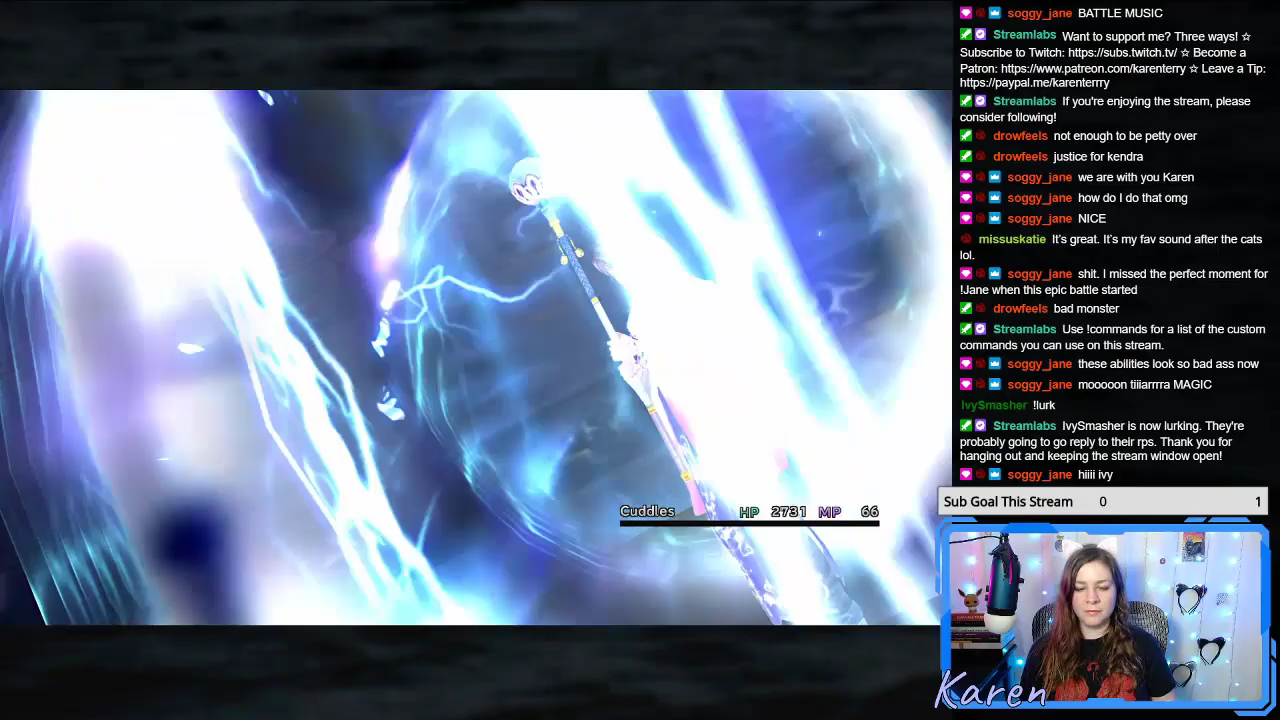 soggy_jane BATTLE MUSIC
Streamlabs Want to support me? Three ways! ☆
Subscribe to Twitch: https://subs.twitch.tv/ ☆ Become a
Patron: https://www.patreon.com/karenterry ☆ Leave a Tip:
https://paypal.me/karenterrry
Streamlabs If you're enjoying the stream, please
consider following!
drowfeels not enough to be petty over
drowfeels justice for kendra
soggy_jane we are with you Karen
soggy_jane how do I do that omg
soggy_jane NICE
missuskatie It's great. It's my fav sound after the cats
lol.
soggy_jane shit. I missed the perfect moment for
!Jane when this epic battle started
drowfeels bad monster
Streamlabs Use !commands for a list of the custom
commands you can use on this stream.
soggy_jane these abilities look so bad ass now
soggy_jane mooooon tiiiarrrra MAGIC
IvySmasher !lurk
Streamlabs IvySmasher is now lurking. They're
probably going to go reply to their rps. Thank you for
hanging out and keeping the stream window open!
soggy_jane hiiii ivy
Sub Goal This Stream 0 1
Cuddles HP 2731 MP 66
Karen